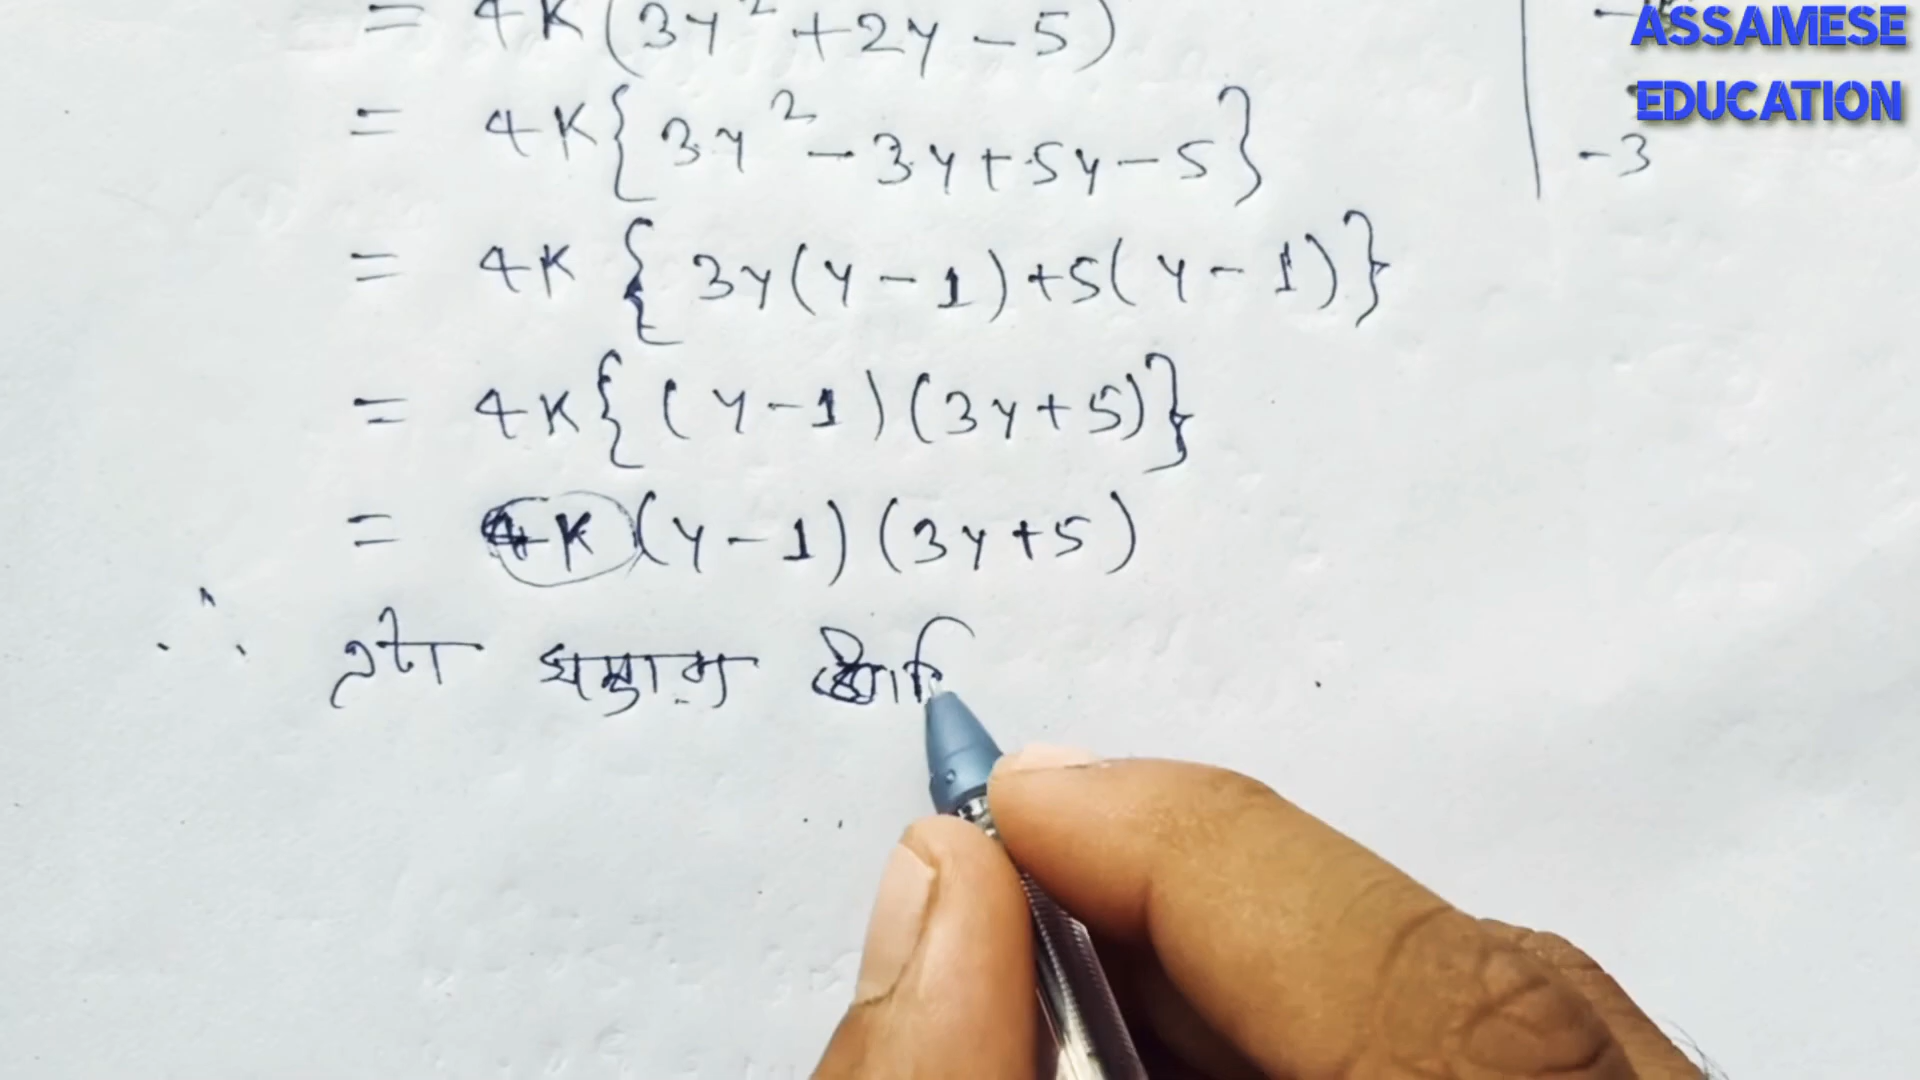 = 4K(3y² + 2y - 5)
= 4K{3y² - 3y + 5y - 5}
= 4K{3y(y - 1) + 5(y - 1)}
= 4K{(y - 1)(3y + 5)}
= 4K(y - 1)(3y + 5)
∴
-3
ASSAMESE
EDUCATION